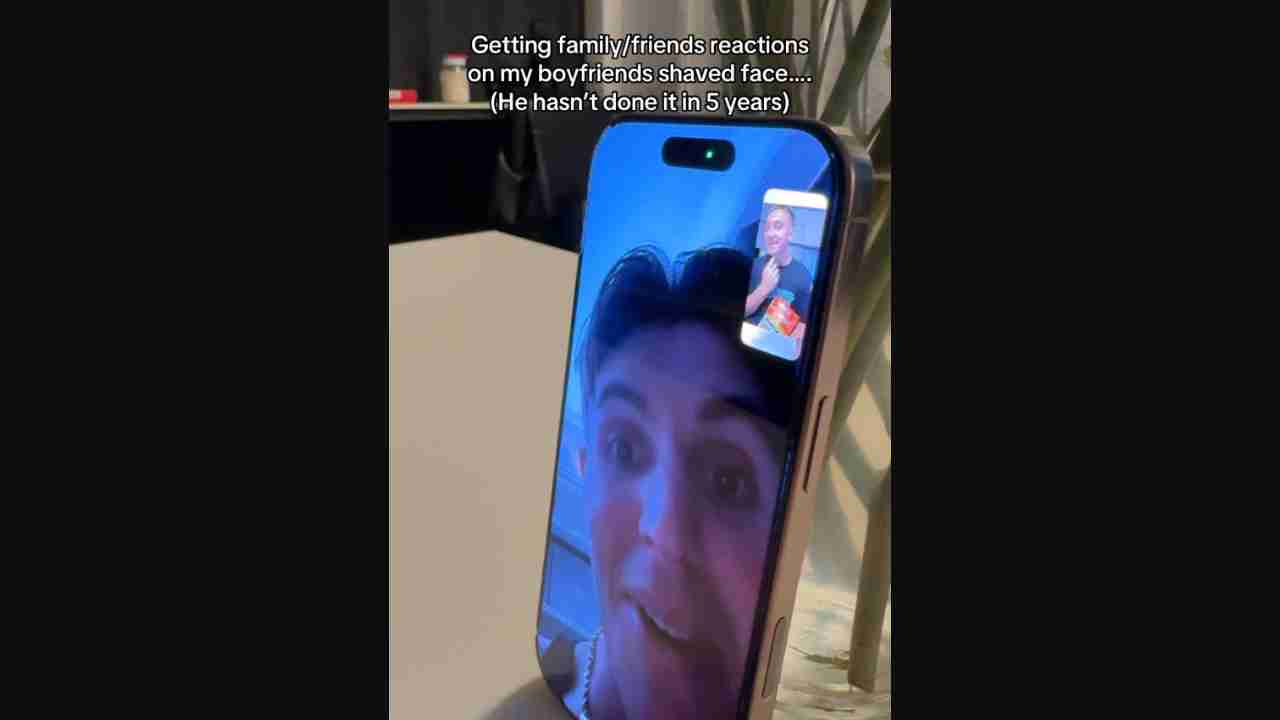 Getting family/friends reactions
on my boyfriends shaved face....
(He hasn't done it in 5 years)